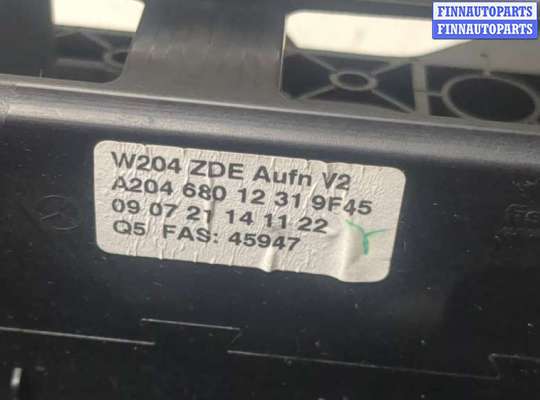 FINNAUTOPARTS
FINNAUTOPARTS
W204 ZDE Aufn V2
A204 680 12 31 9F45
09 07 21 14 11 22
Q5 FAS: 45947